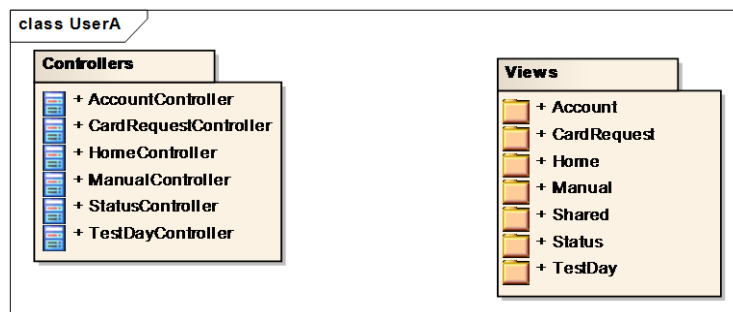 class UserA
Controllers
+ AccountController
+ CardRequestController
+ HomeController
+ ManualController
+ StatusController
+ TestDayController
Views
+ Account
+ CardRequest
+ Home
+ Manual
+ Shared
+ Status
+ TestDay